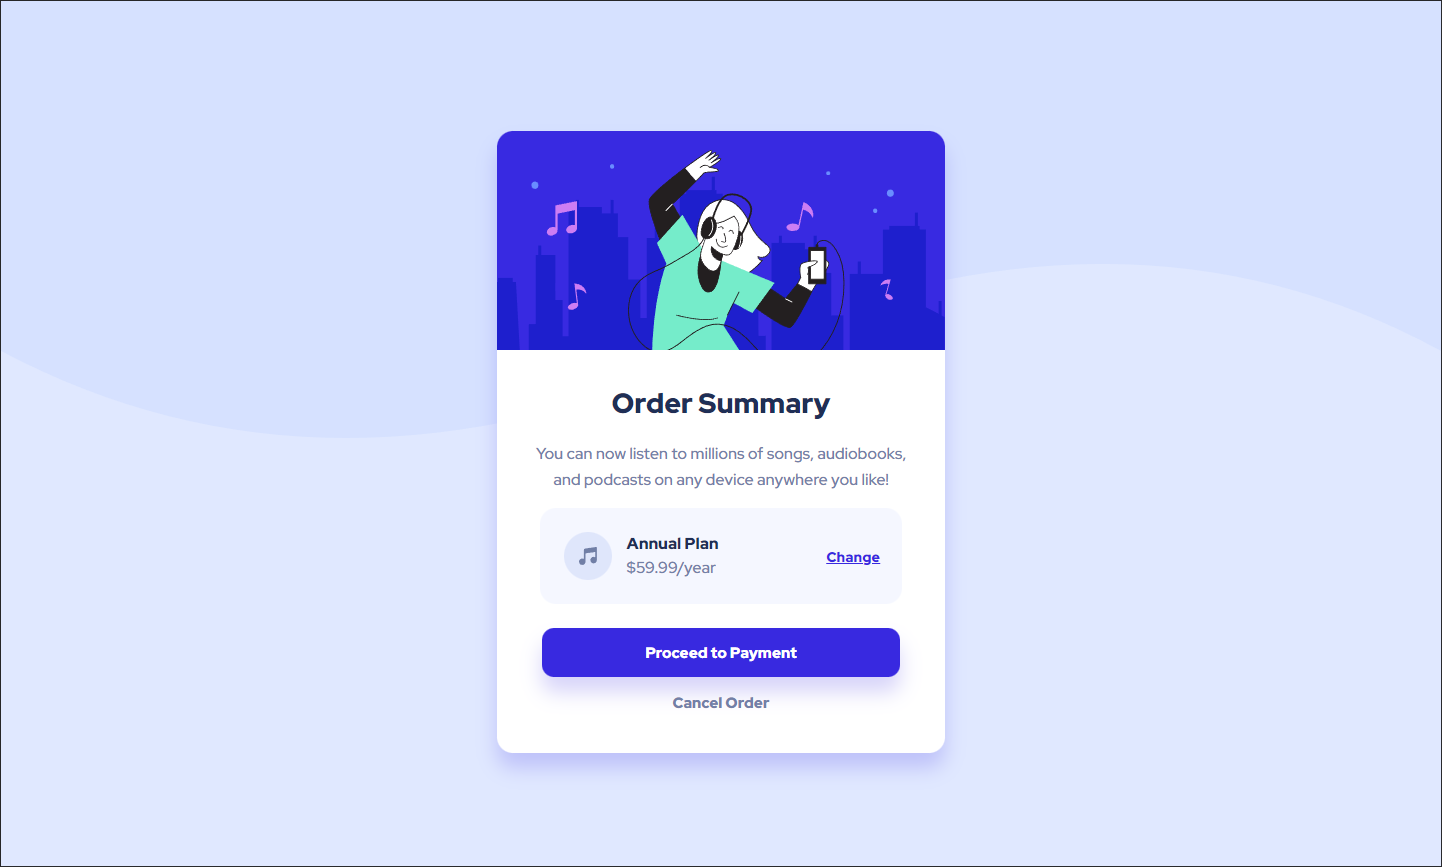 Order Summary
You can now listen to millions of songs, audiobooks,
and podcasts on any device anywhere you like!
Annual Plan
$59.99/year
Change
Proceed to Payment
Cancel Order